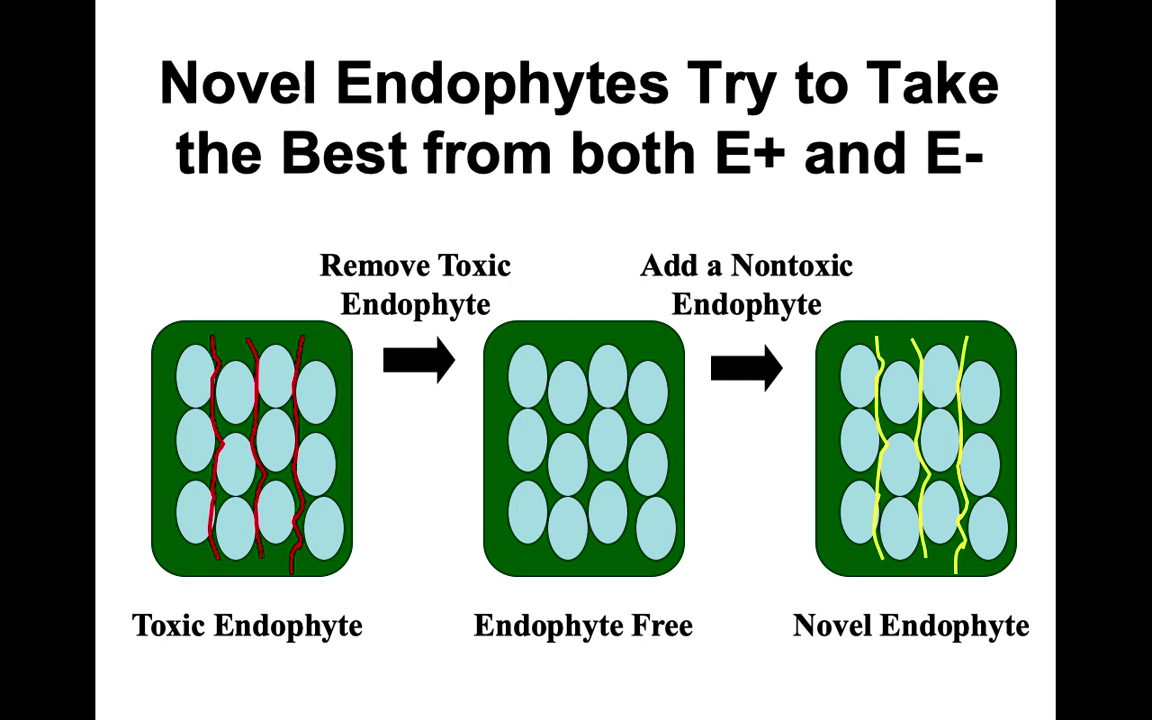 Novel Endophytes Try to Take
the Best from both E+ and E-
Remove Toxic
Endophyte
Add a Nontoxic
Endophyte
Toxic Endophyte
Endophyte Free
Novel Endophyte